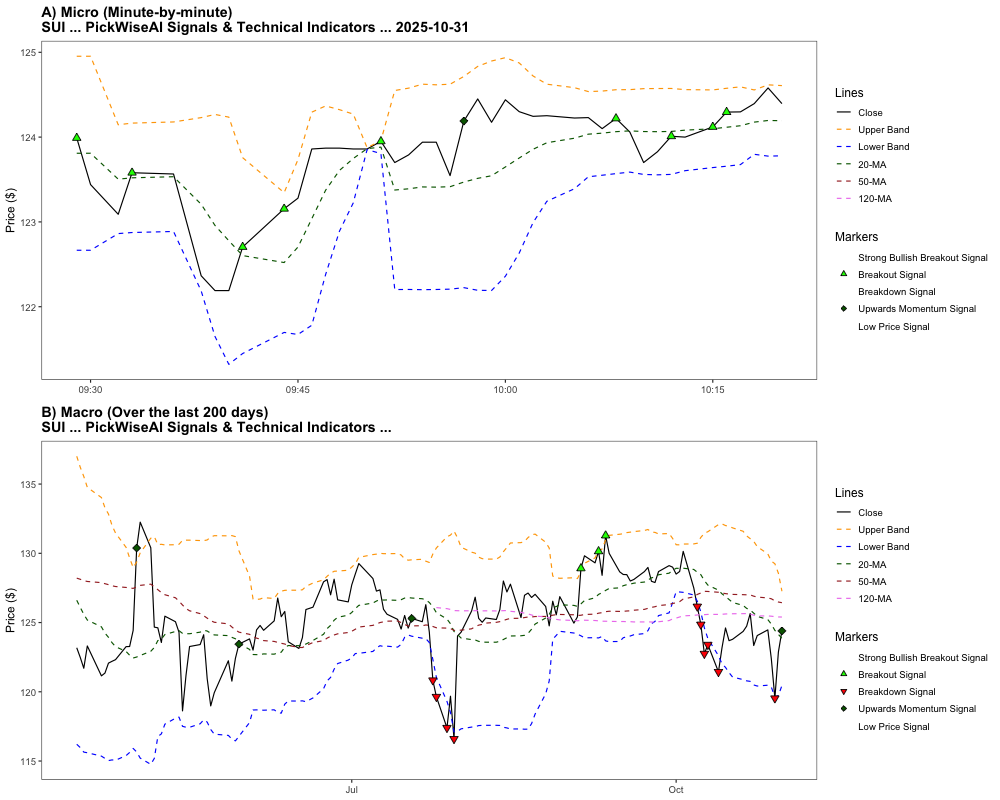 A) Micro (Minute-by-minute)
SUI ... PickWiseAI Signals & Technical Indicators ... 2025-10-31
Price ($)
125
124
123
122
09:30
09:45
10:00
10:15
Lines
Close
Upper Band
Lower Band
20-MA
50-MA
120-MA
Markers
Strong Bullish Breakout Signal
Breakout Signal
Breakdown Signal
Upwards Momentum Signal
Low Price Signal
B) Macro (Over the last 200 days)
SUI ... PickWiseAI Signals & Technical Indicators ...
Price ($)
135
130
125
120
115
Jul
Oct
Lines
Close
Upper Band
Lower Band
20-MA
50-MA
120-MA
Markers
Strong Bullish Breakout Signal
Breakout Signal
Breakdown Signal
Upwards Momentum Signal
Low Price Signal